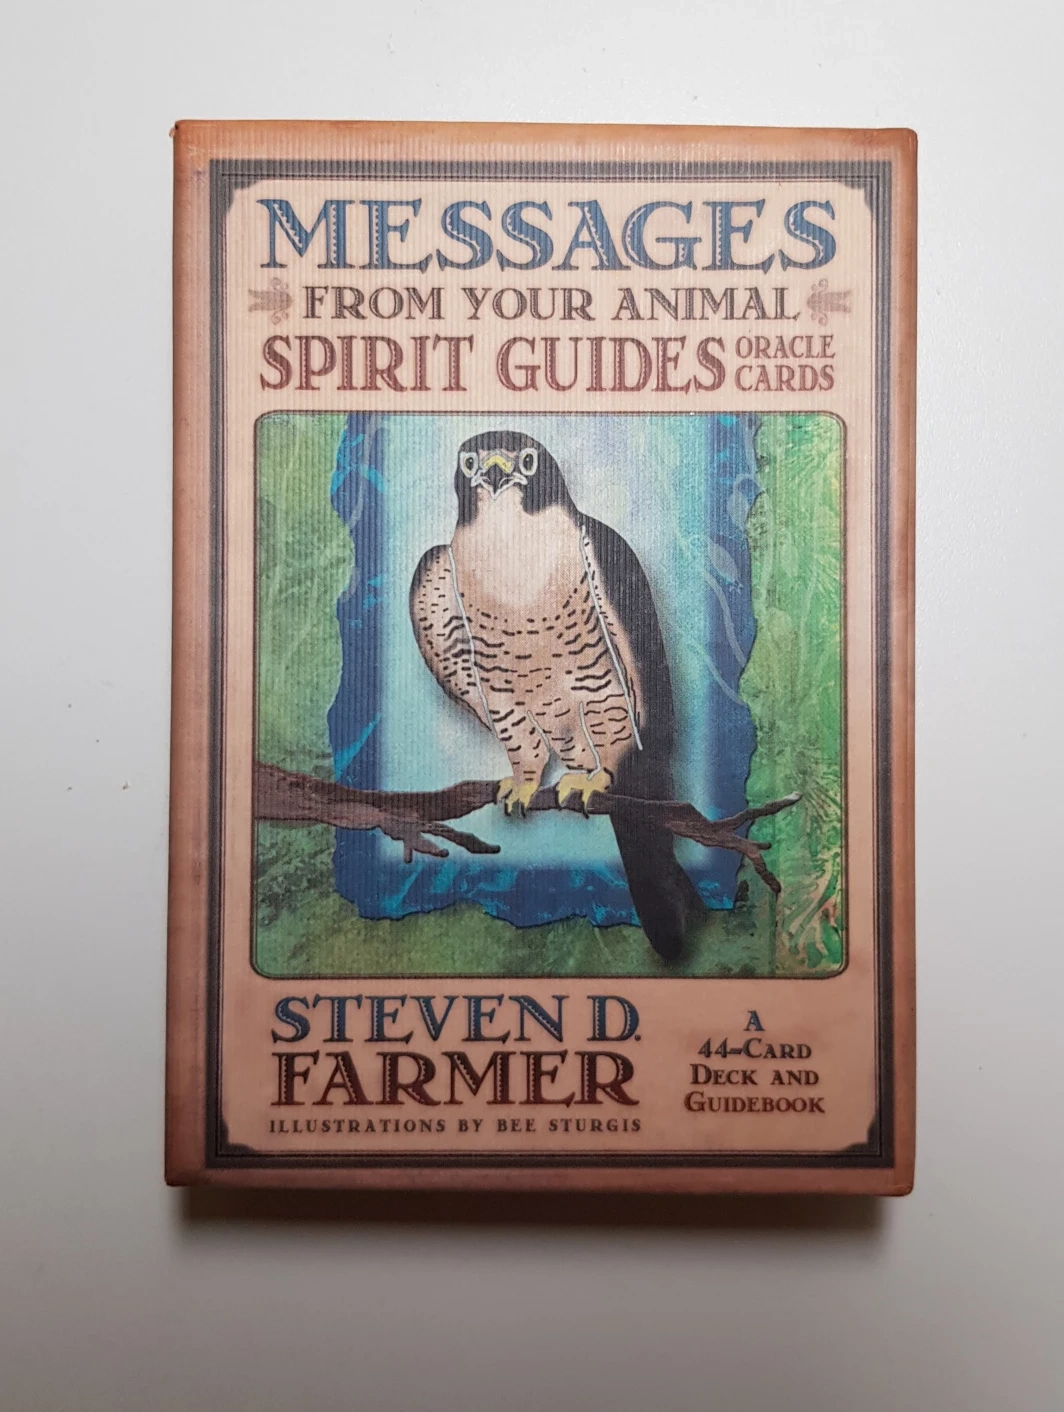 MESSAGES
FROM YOUR ANIMAL
SPIRIT GUIDES ORACLE CARDS
STEVEN D.
FARMER
ILLUSTRATIONS BY BEE STURGIS
A
44-CARD
DECK AND
GUIDEBOOK